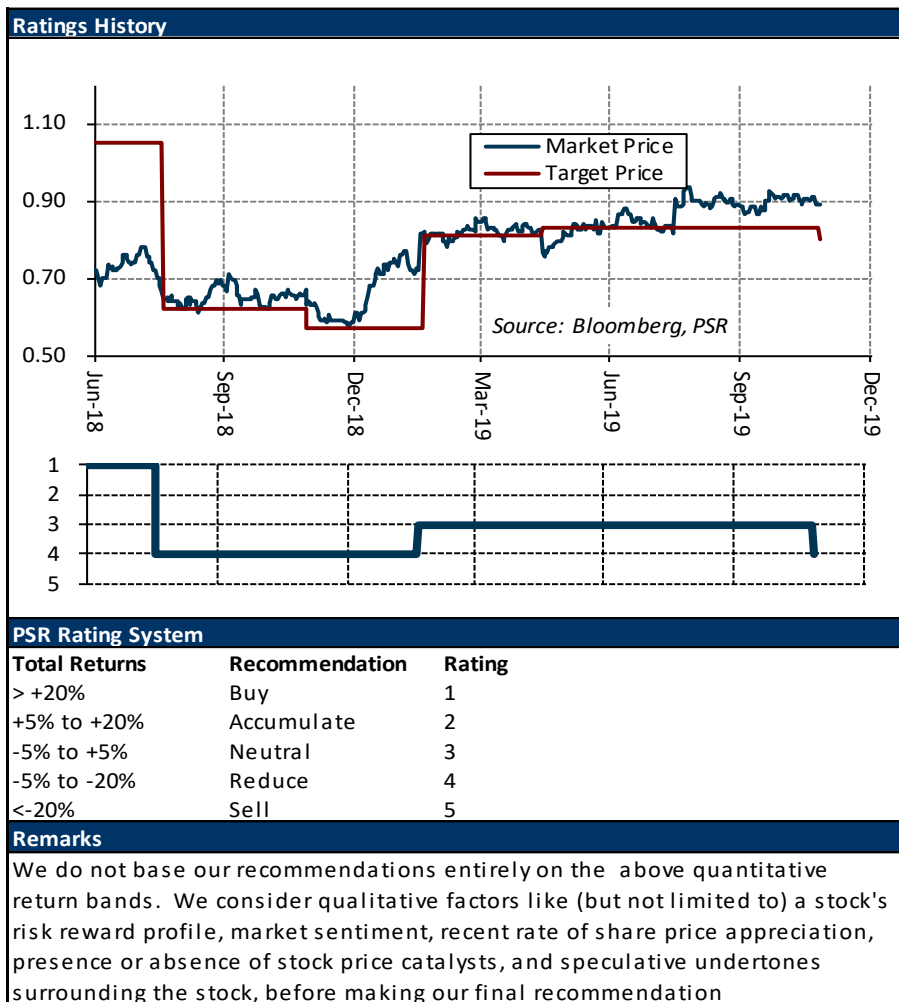 Ratings History
1.10
0.90
0.70
0.50
Market Price
Target Price
Source: Bloomberg, PSR
Jun-18
Sep-18
Dec-18
Mar-19
Jun-19
Sep-19
Dec-19
1
2
3
4
5
PSR Rating System
Total Returns Recommendation Rating
> +20% Buy 1
+5% to +20% Accumulate 2
-5% to +5% Neutral 3
-5% to -20% Reduce 4
<-20% Sell 5
Remarks
We do not base our recommendations entirely on the above quantitative
return bands. We consider qualitative factors like (but not limited to) a stock's
risk reward profile, market sentiment, recent rate of share price appreciation,
presence or absence of stock price catalysts, and speculative undertones
surrounding the stock, before making our final recommendation